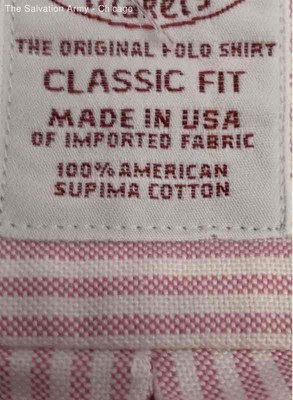 The Salvation Army - Chicago
THE ORIGINAL POLO SHIRT
CLASSIC FIT
MADE IN USA
OF IMPORTED FABRIC
100% AMERICAN
SUPIMA COTTON